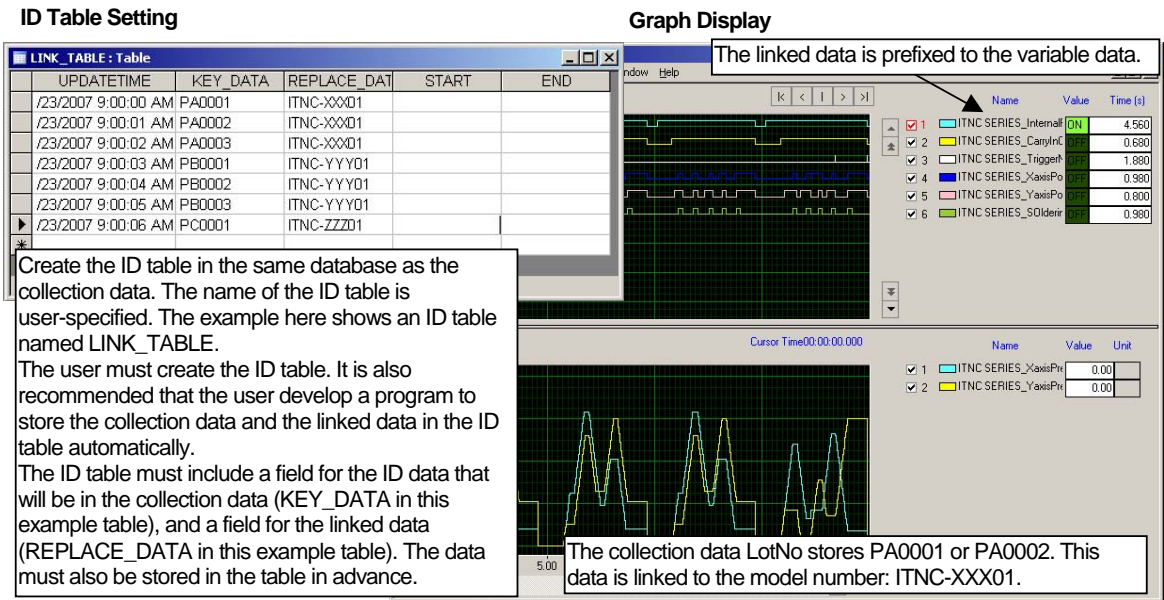 ID Table Setting
Graph Display
LINK_TABLE : Table
UPDATETIME KEY_DATA REPLACE_DAT START END
/23/2007 9:00:00 AM PA0001 ITNC-XXX01
/23/2007 9:00:01 AM PA0002 ITNC-XXX01
/23/2007 9:00:02 AM PA0003 ITNC-XXX01
/23/2007 9:00:03 AM PB0001 ITNC-YYY01
/23/2007 9:00:04 AM PB0002 ITNC-YYY01
/23/2007 9:00:05 AM PB0003 ITNC-YYY01
/23/2007 9:00:06 AM PC0001 ITNC-ZZZ01
Create the ID table in the same database as the
collection data. The name of the ID table is
user-specified. The example here shows an ID table
named LINK_TABLE.
The user must create the ID table. It is also
recommended that the user develop a program to
store the collection data and the linked data in the ID
table automatically.
The ID table must include a field for the ID data that
will be in the collection data (KEY_DATA in this
example table), and a field for the linked data
(REPLACE_DATA in this example table). The data
must also be stored in the table in advance.
The linked data is prefixed to the variable data.
ndow Help
Name Value Time (s)
1 ITNC SERIES_Internal ON 4.560
2 ITNC SERIES_CarryIn OFF 0.680
3 ITNC SERIES_Trigger OFF 1.880
4 ITNC SERIES_XaxisPo OFF 0.980
5 ITNC SERIES_YaxisPo OFF 0.800
6 ITNC SERIES_SOlderir OFF 0.980
Cursor Time00:00:00.000
Name Value Unit
1 ITNC SERIES_XaxisPre 0.00
2 ITNC SERIES_YaxisPre 0.00
5.00
The collection data LotNo stores PA0001 or PA0002. This
data is linked to the model number: ITNC-XXX01.